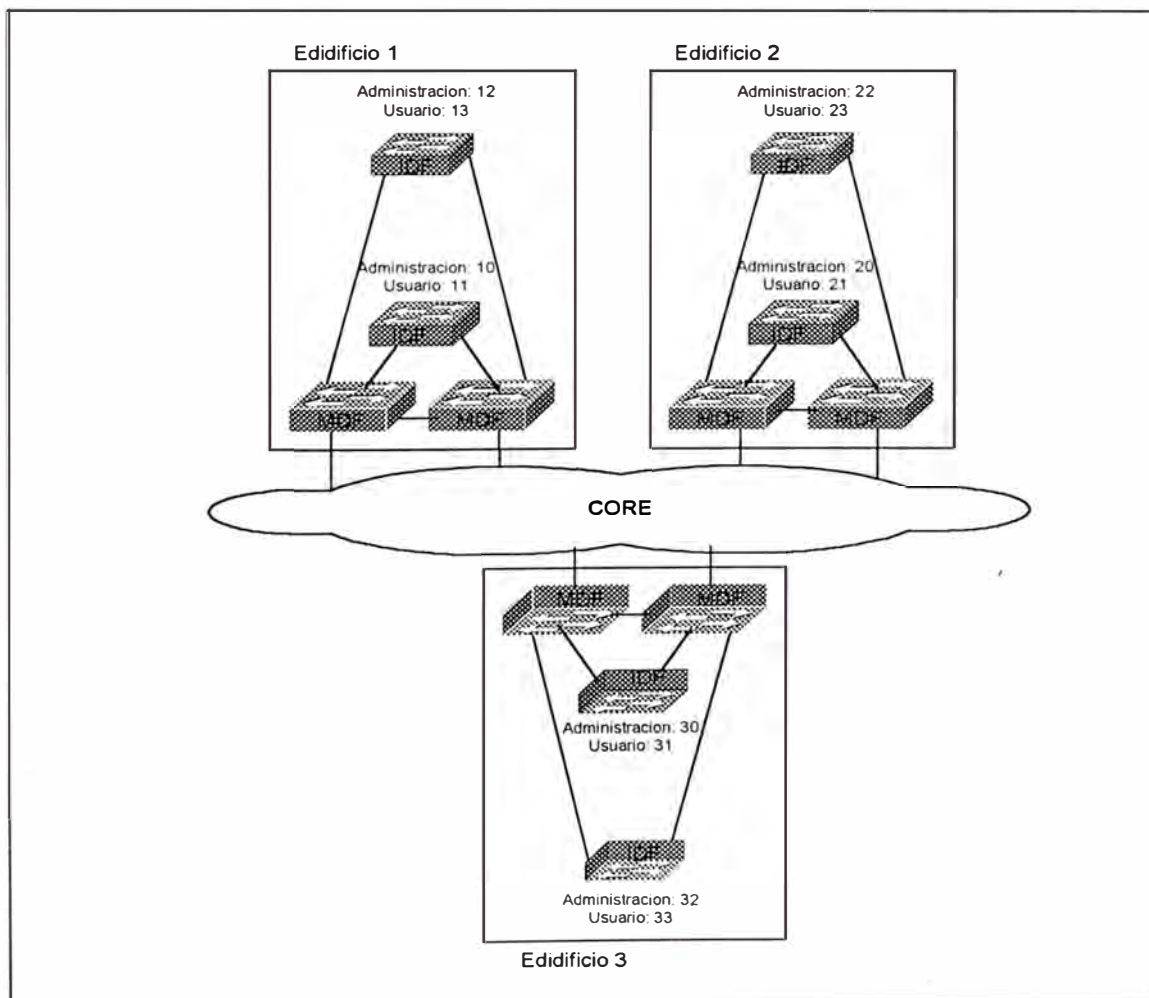 Edidificio 1
Administracion: 12
Usuario: 13
IDF
Administracion: 10
Usuario: 11
IDF
MDF
MDF
Edidificio 2
Administracion: 22
Usuario: 23
IDF
Administracion: 20
Usuario: 21
IDF
MDF
MDF
CORE
MDF
MDF
IDF
Administracion: 30
Usuario: 31
IDF
Administracion: 32
Usuario: 33
Edidificio 3